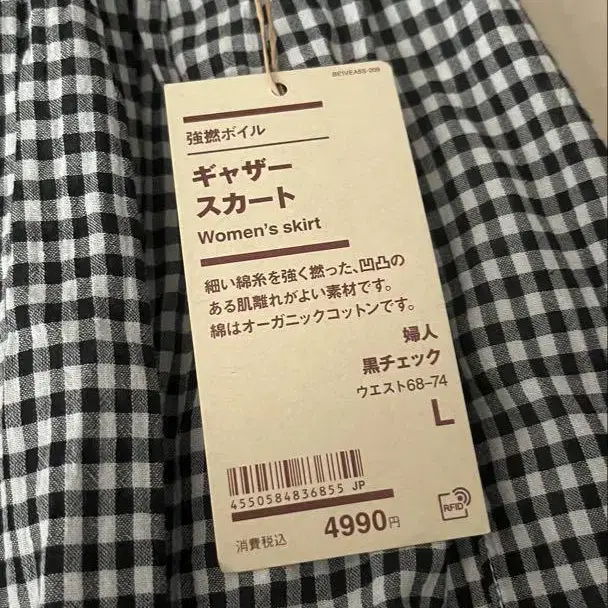 BE1VEA5S-209
強撚ボイル
ギャザー
スカート
Women's skirt
細い綿糸を強く撚った、凹凸の
ある肌離れがよい素材です。
綿はオーガニックコットンです。
婦人
黒チェック
ウエスト68-74
L
4550584836855 JP
RFID
消費税込 4990円